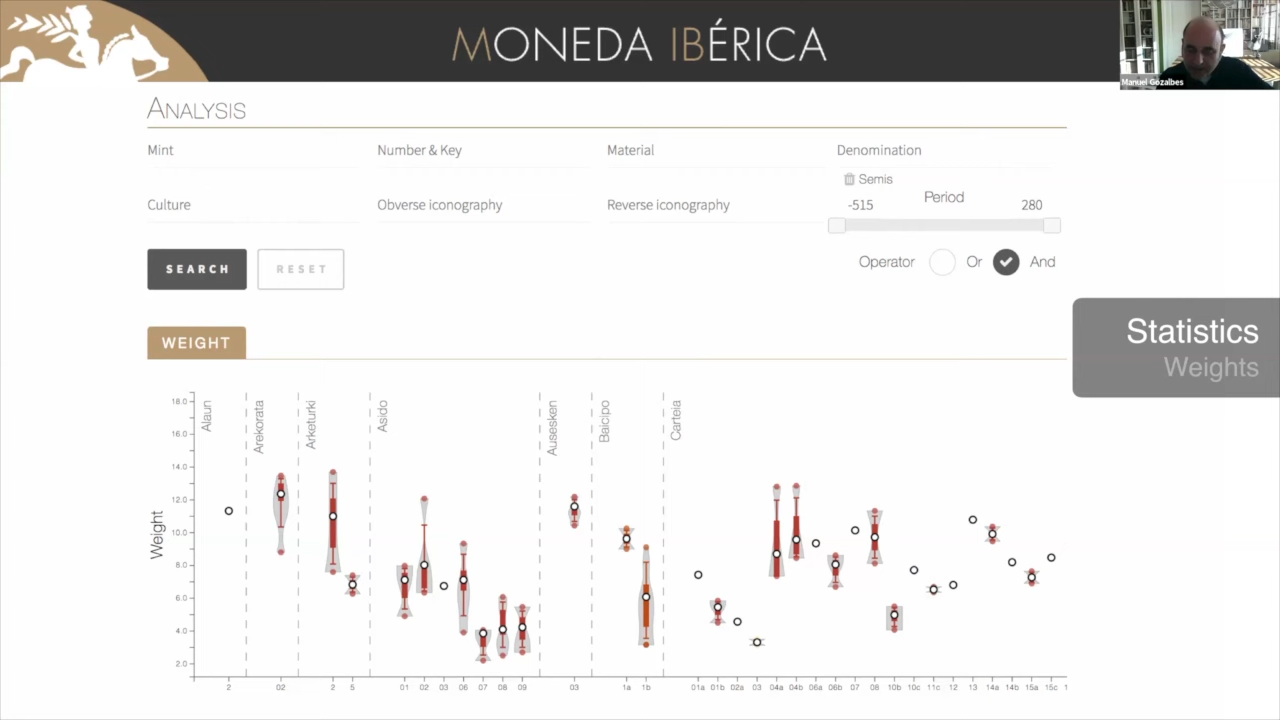 MONEDA IBÉRICA
Manuel Gozalbes
ANALYSIS
Mint Number & Key Material Denomination
Semis
Culture Obverse iconography Reverse iconography -515 Period 280
SEARCH RESET Operator Or And
Statistics
Weights
WEIGHT
Alaun Arekorata Arketurki Asido Ausesken Baicipo Carteia
Weight
18.0
16.0
14.0
12.0
10.0
8.0
6.0
4.0
2.0
2 02 2 5 01 02 03 06 07 08 09 03 1a 1b 01a 01b 02a 03 04a 04b 06a 06b 07 08 10b 10c 11c 12 13 14a 14b 15a 15c 1